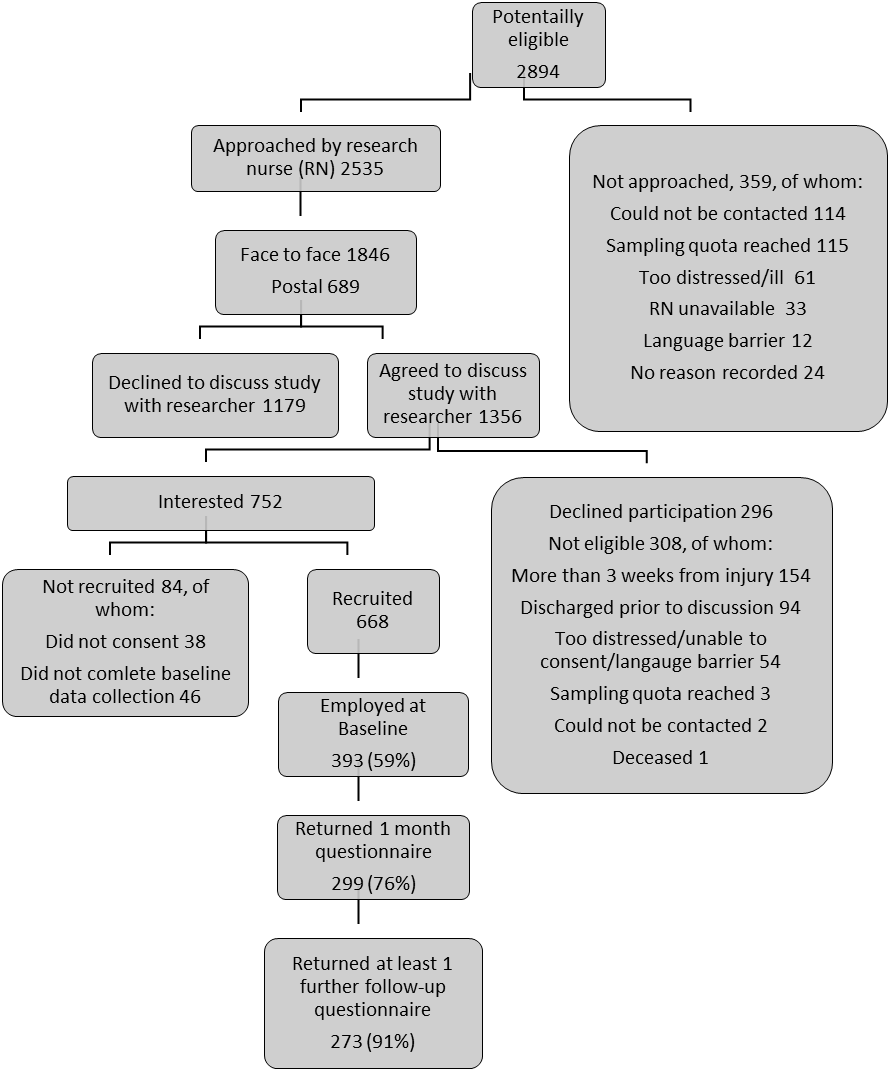 Potentailly
eligible
2894
Approached by research
nurse (RN) 2535
Not approached, 359, of whom:
Could not be contacted 114
Sampling quota reached 115
Too distressed/ill 61
RN unavailable 33
Language barrier 12
No reason recorded 24
Face to face 1846
Postal 689
Declined to discuss study
with researcher 1179
Agreed to discuss
study with
researcher 1356
Interested 752
Declined participation 296
Not eligible 308, of whom:
More than 3 weeks from injury 154
Discharged prior to discussion 94
Too distressed/unable to
consent/langauge barrier 54
Sampling quota reached 3
Could not be contacted 2
Deceased 1
Not recruited 84, of
whom:
Did not consent 38
Did not comlete baseline
data collection 46
Recruited
668
Employed at
Baseline
393 (59%)
Returned 1 month
questionnaire
299 (76%)
Returned at least 1
further follow-up
questionnaire
273 (91%)